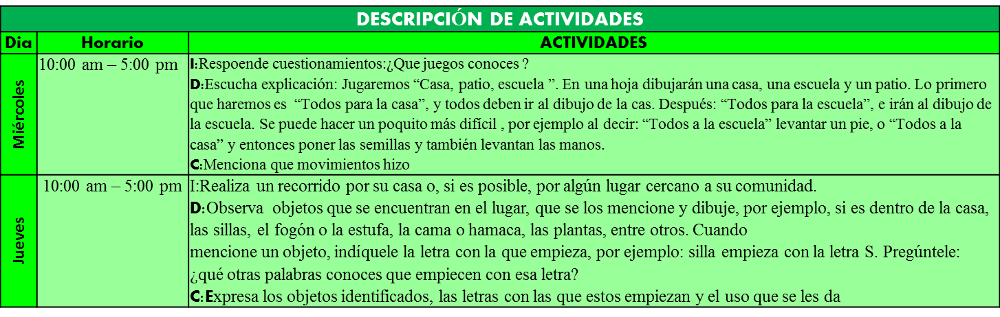 DESCRIPCIÓN DE ACTIVIDADES
Dia Horario ACTIVIDADES
Miércoles
10:00 am – 5:00 pm
I:Respoende cuestionamientos:¿Que juegos conoces ?
D:Escucha explicación: Jugaremos “Casa, patio, escuela ”. En una hoja dibujarán una casa, una escuela y un patio. Lo primero
que haremos es “Todos para la casa”, y todos deben ir al dibujo de la cas. Después: “Todos para la escuela”, e irán al dibujo de
la escuela. Se puede hacer un poquito más difícil , por ejemplo al decir: “Todos a la escuela” levantar un pie, o “Todos a la
casa” y entonces poner las semillas y también levantan las manos.
C:Menciona que movimientos hizo
Jueves
10:00 am – 5:00 pm
I:Realiza un recorrido por su casa o, si es posible, por algún lugar cercano a su comunidad.
D:Observa objetos que se encuentran en el lugar, que se los mencione y dibuje, por ejemplo, si es dentro de la casa,
las sillas, el fogón o la estufa, la cama o hamaca, las plantas, entre otros. Cuando
mencione un objeto, indíquele la letra con la que empieza, por ejemplo: silla empieza con la letra S. Pregúntele:
¿qué otras palabras conoces que empiecen con esa letra?
C:Expresa los objetos identificados, las letras con las que estos empiezan y el uso que se les da